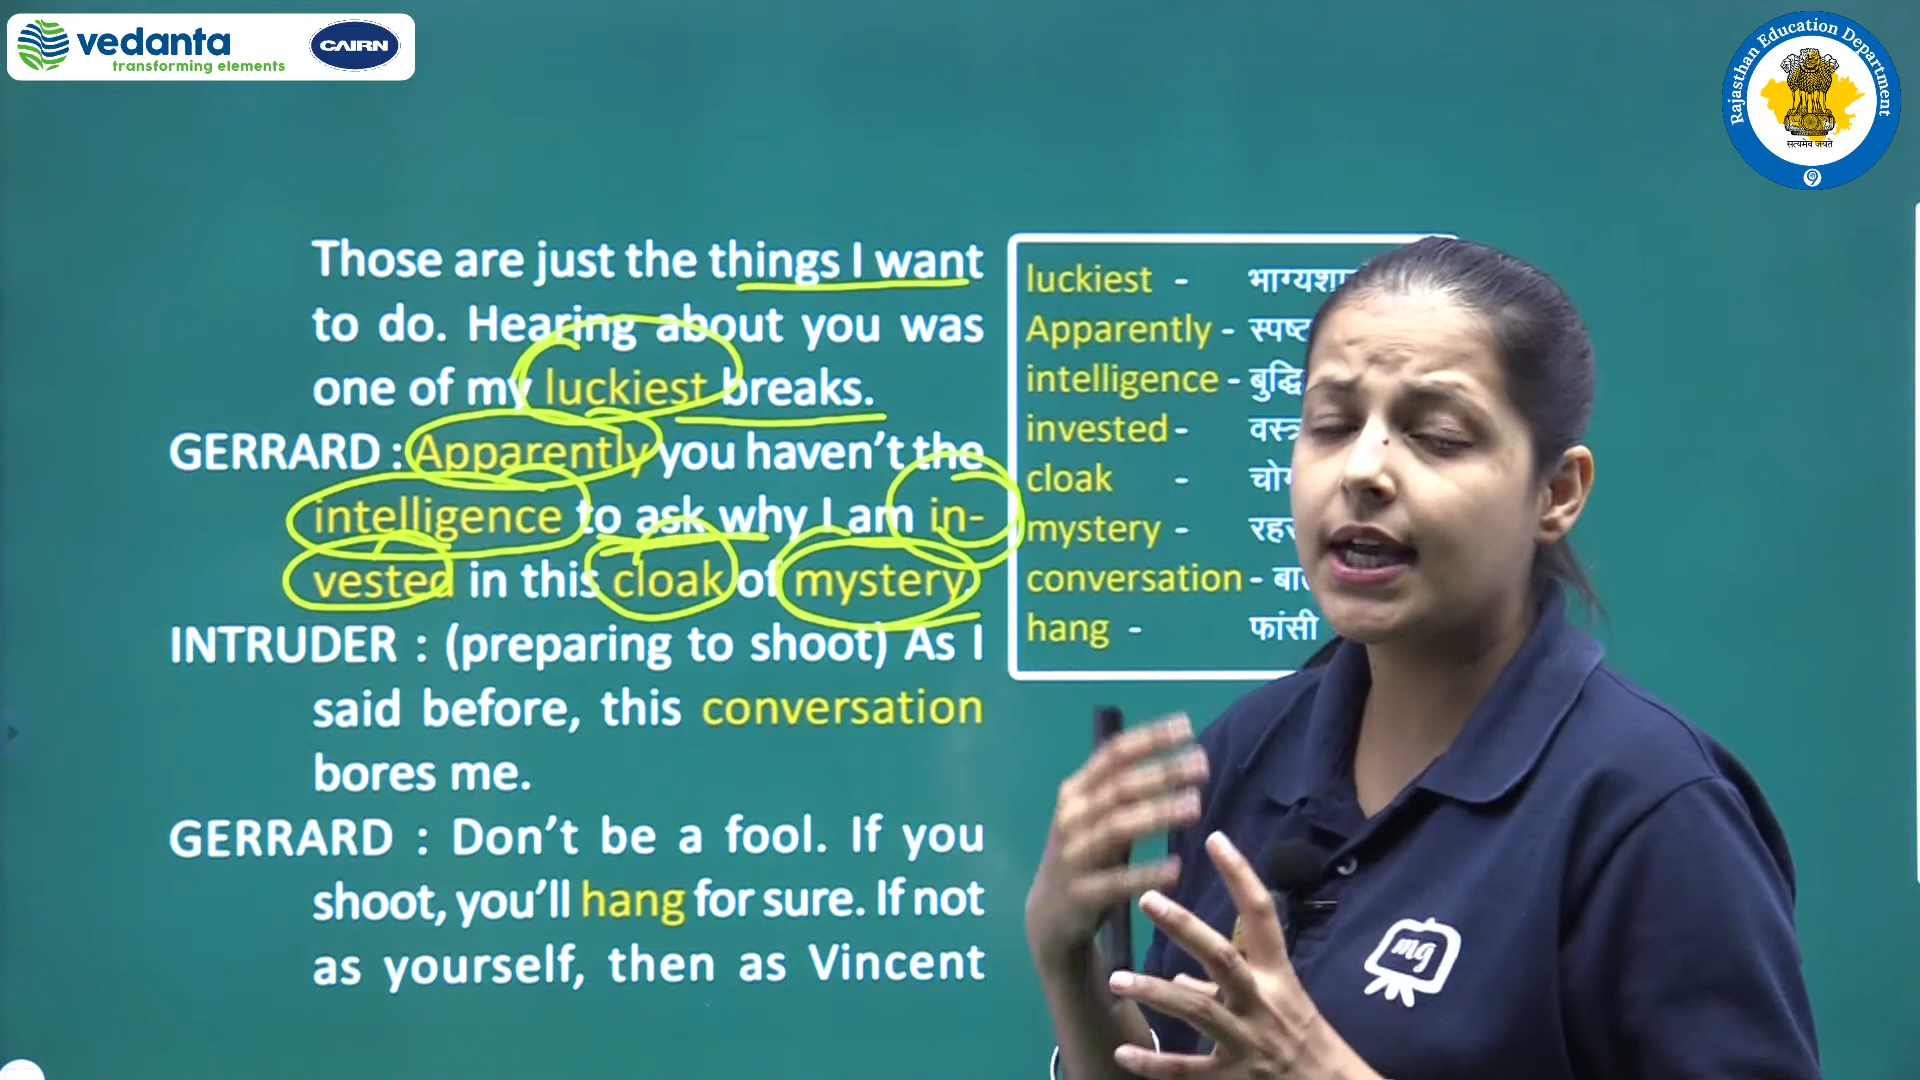 vedanta
transforming elements
CAIRN
Rajasthan Education Department
सत्यमेव जयते
Those are just the things I want
to do. Hearing about you was
one of my luckiest breaks.
GERRARD : Apparently you haven't the
intelligence to ask why I am in-
vested in this cloak of mystery.
INTRUDER : (preparing to shoot) As I
said before, this conversation
bores me.
GERRARD : Don't be a fool. If you
shoot, you'll hang for sure. If not
as yourself, then as Vincent
luckiest -
Apparently -
intelligence -
invested -
cloak -
mystery -
conversation -
hang - फांसी
mg